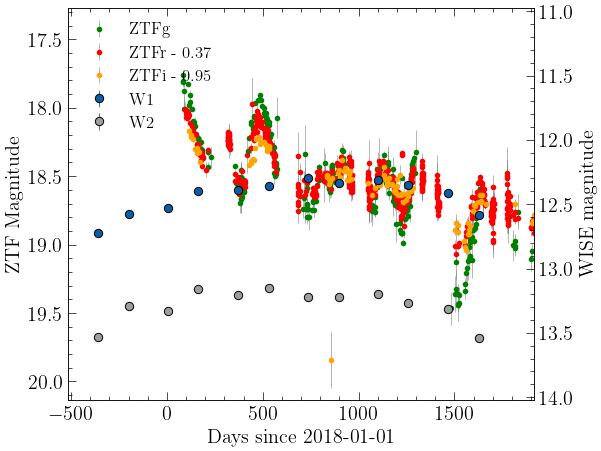 ZTFg
ZTFr - 0.37
ZTFi - 0.95
W1
W2
17.5
18.0
18.5
19.0
19.5
20.0
ZTF Magnitude
11.0
11.5
12.0
12.5
13.0
13.5
14.0
WISE magnitude
−500
0
500
1000
1500
Days since 2018-01-01